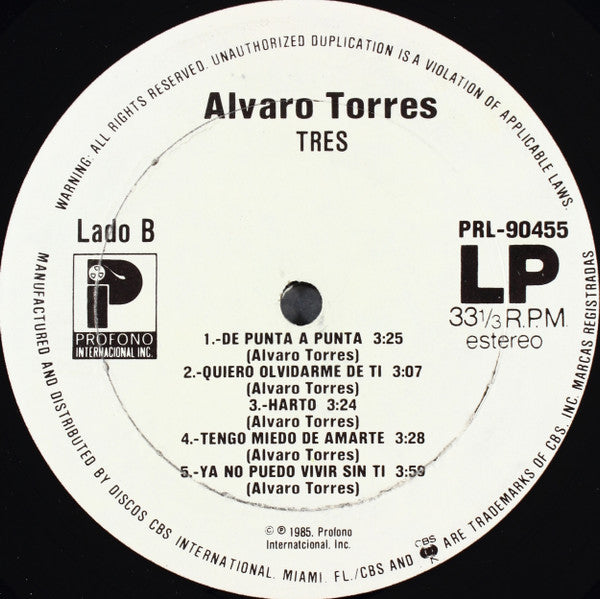 WARNING: ALL RIGHTS RESERVED. UNAUTHORIZED DUPLICATION IS A VIOLATION OF APPLICABLE LAWS.
Alvaro Torres
TRES
Lado B
PRL-90455
LP
33 1/3 R.P.M.
estereo
PROFONO
INTERNACIONAL INC.
1.-DE PUNTA A PUNTA 3:25
(Alvaro Torres)
2.-QUIERO OLVIDARME DE TI 3:07
(Alvaro Torres)
3.-HARTO 3:24
(Alvaro Torres)
4.-TENGO MIEDO DE AMARTE 3:28
(Alvaro Torres)
5.-YA NO PUEDO VIVIR SIN TI 3:59
(Alvaro Torres)
© ℗ 1985. Profono
Internatcional, Inc.
MANUFACTURED AND DISTRIBUTED BY DISCOS CBS INTERNATIONAL. MIAMI. FL./CBS AND CBS ARE TRADEMARKS OF CBS. INC. MARCAS REGISTRADAS